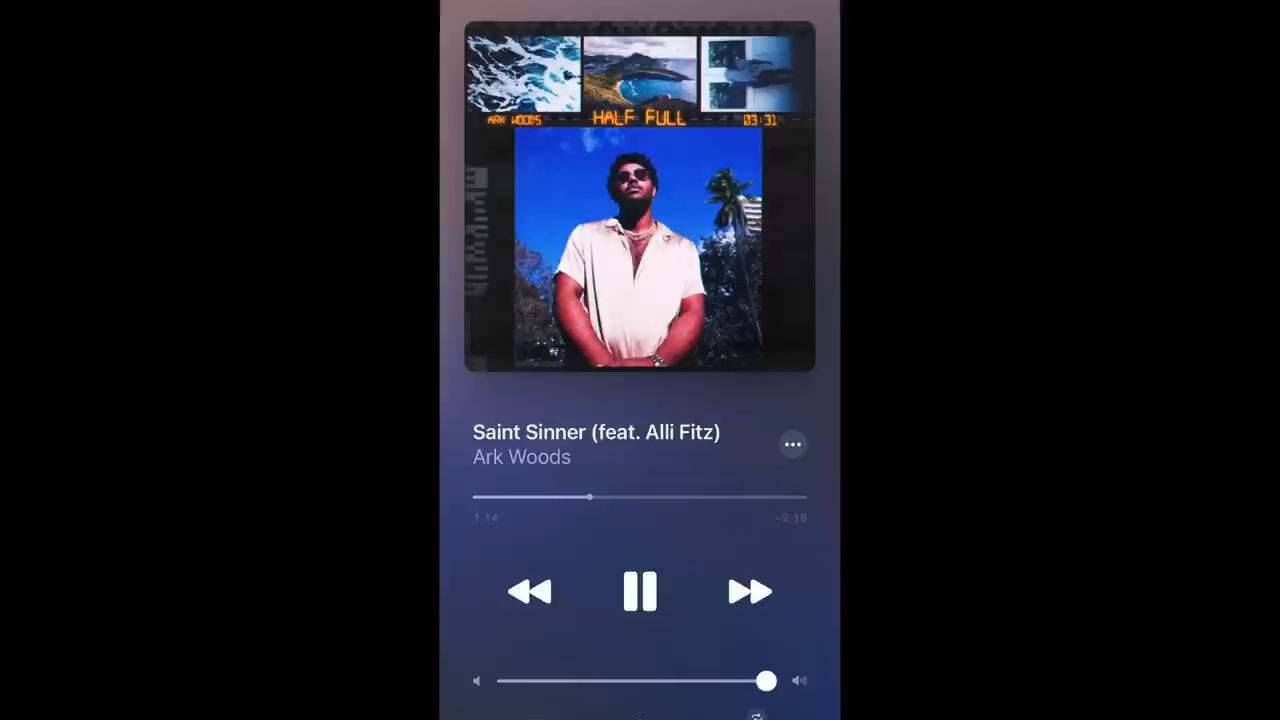 ARK WOODS HALF FULL 03:31
Saint Sinner (feat. Alli Fitz)
Ark Woods
1:14 -2:18